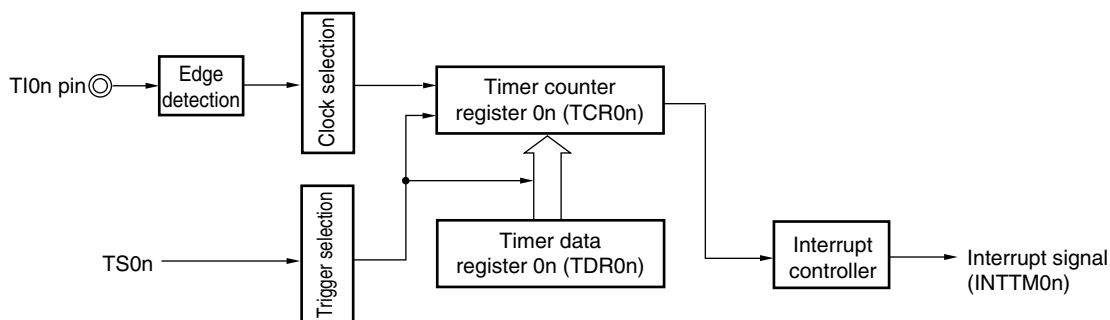 TI0n pin
Edge
detection
Clock selection
Timer counter
register 0n (TCR0n)
TS0n
Trigger selection
Timer data
register 0n (TDR0n)
Interrupt
controller
Interrupt signal
(INTTM0n)